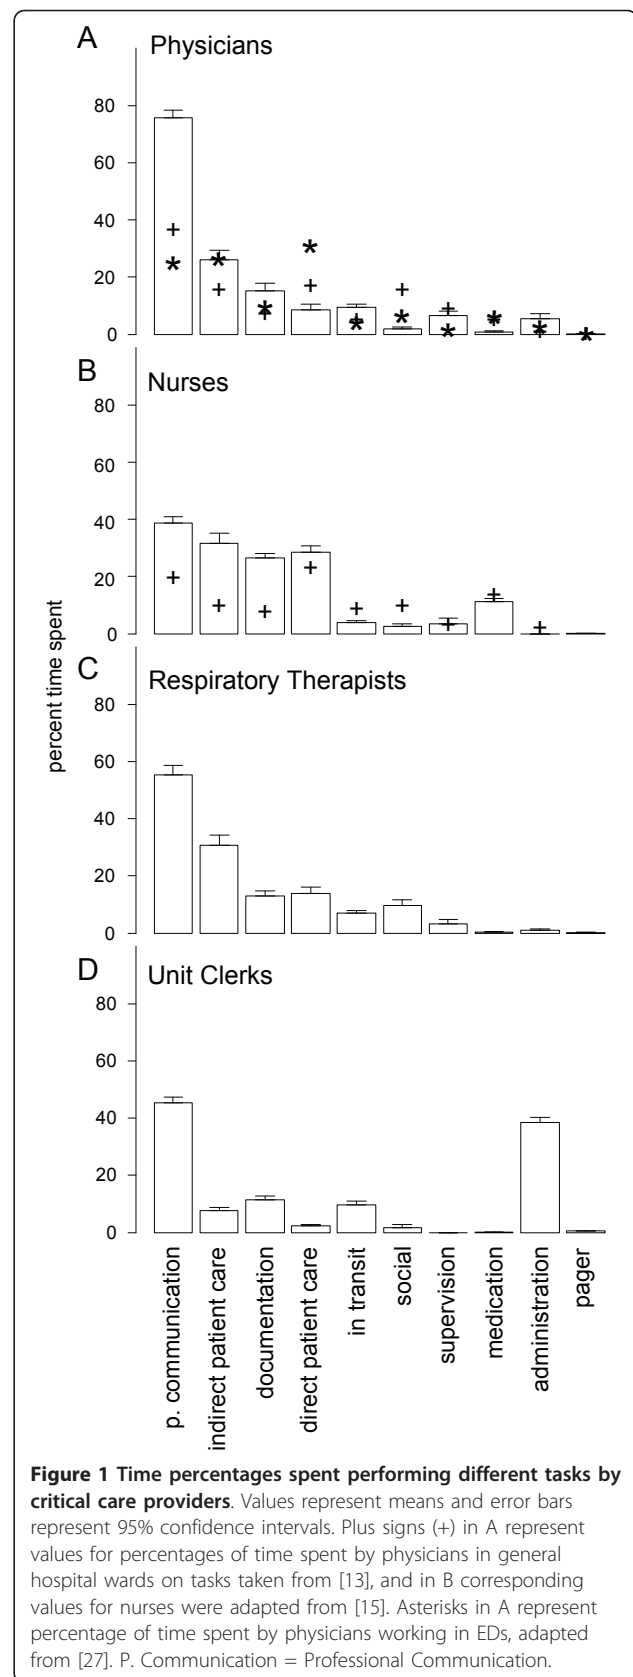 A
Physicians
80
60
40
20
0
B
Nurses
80
60
40
20
0
percent time spent
C
Respiratory Therapists
80
60
40
20
0
D
Unit Clerks
80
60
40
20
0
p. communication
indirect patient care
documentation
direct patient care
in transit
social
supervision
medication
administration
pager
Figure 1 Time percentages spent performing different tasks by
critical care providers. Values represent means and error bars
represent 95% confidence intervals. Plus signs (+) in A represent
values for percentages of time spent by physicians in general
hospital wards on tasks taken from [13], and in B corresponding
values for nurses were adapted from [15]. Asterisks in A represent
percentage of time spent by physicians working in EDs, adapted
from [27]. P. Communication = Professional Communication.